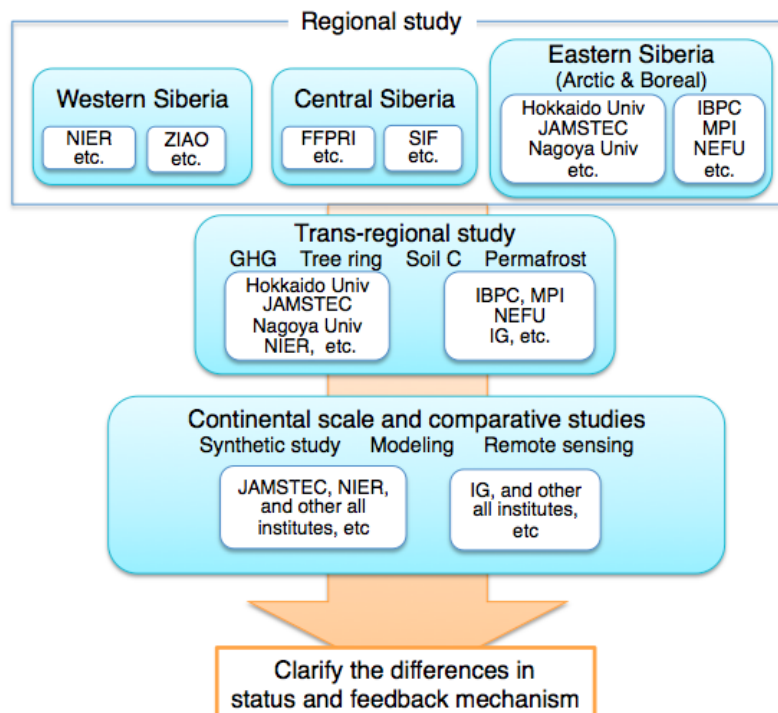 Regional study
Western Siberia
NIER
etc.
ZIAO
etc.
Central Siberia
FFPRI
etc.
SIF
etc.
Eastern Siberia
(Arctic & Boreal)
Hokkaido Univ
JAMSTEC
Nagoya Univ
etc.
IBPC
MPI
NEFU
etc.
Trans-regional study
GHG Tree ring Soil C Permafrost
Hokkaido Univ
JAMSTEC
Nagoya Univ
NIER, etc.
IBPC, MPI
NEFU
IG, etc.
Continental scale and comparative studies
Synthetic study Modeling Remote sensing
JAMSTEC, NIER,
and other all
institutes, etc
IG, and other
all institutes,
etc
Clarify the differences in
status and feedback mechanism